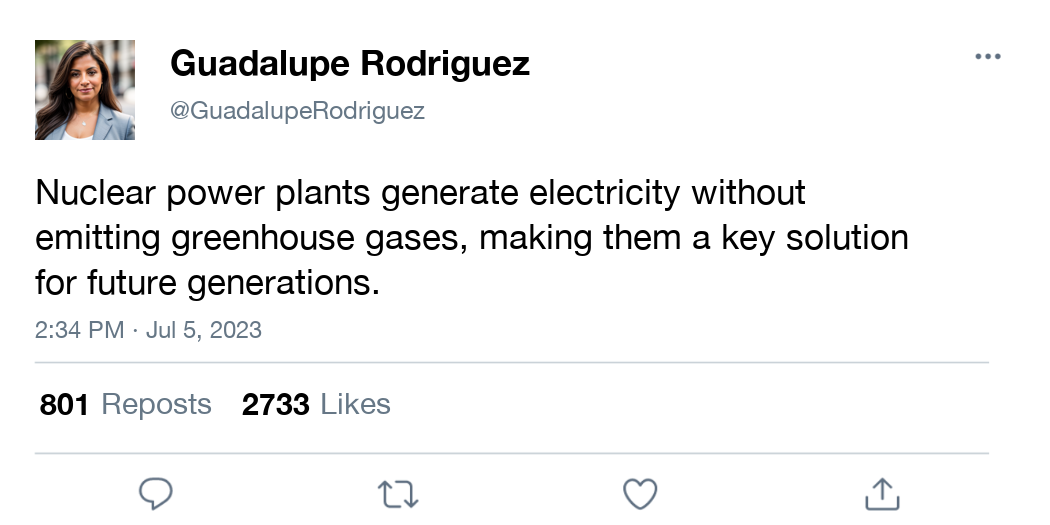 Guadalupe Rodriguez
@GuadalupeRodriguez
Nuclear power plants generate electricity without
emitting greenhouse gases, making them a key solution
for future generations.
2:34 PM · Jul 5, 2023
801 Reposts 2733 Likes